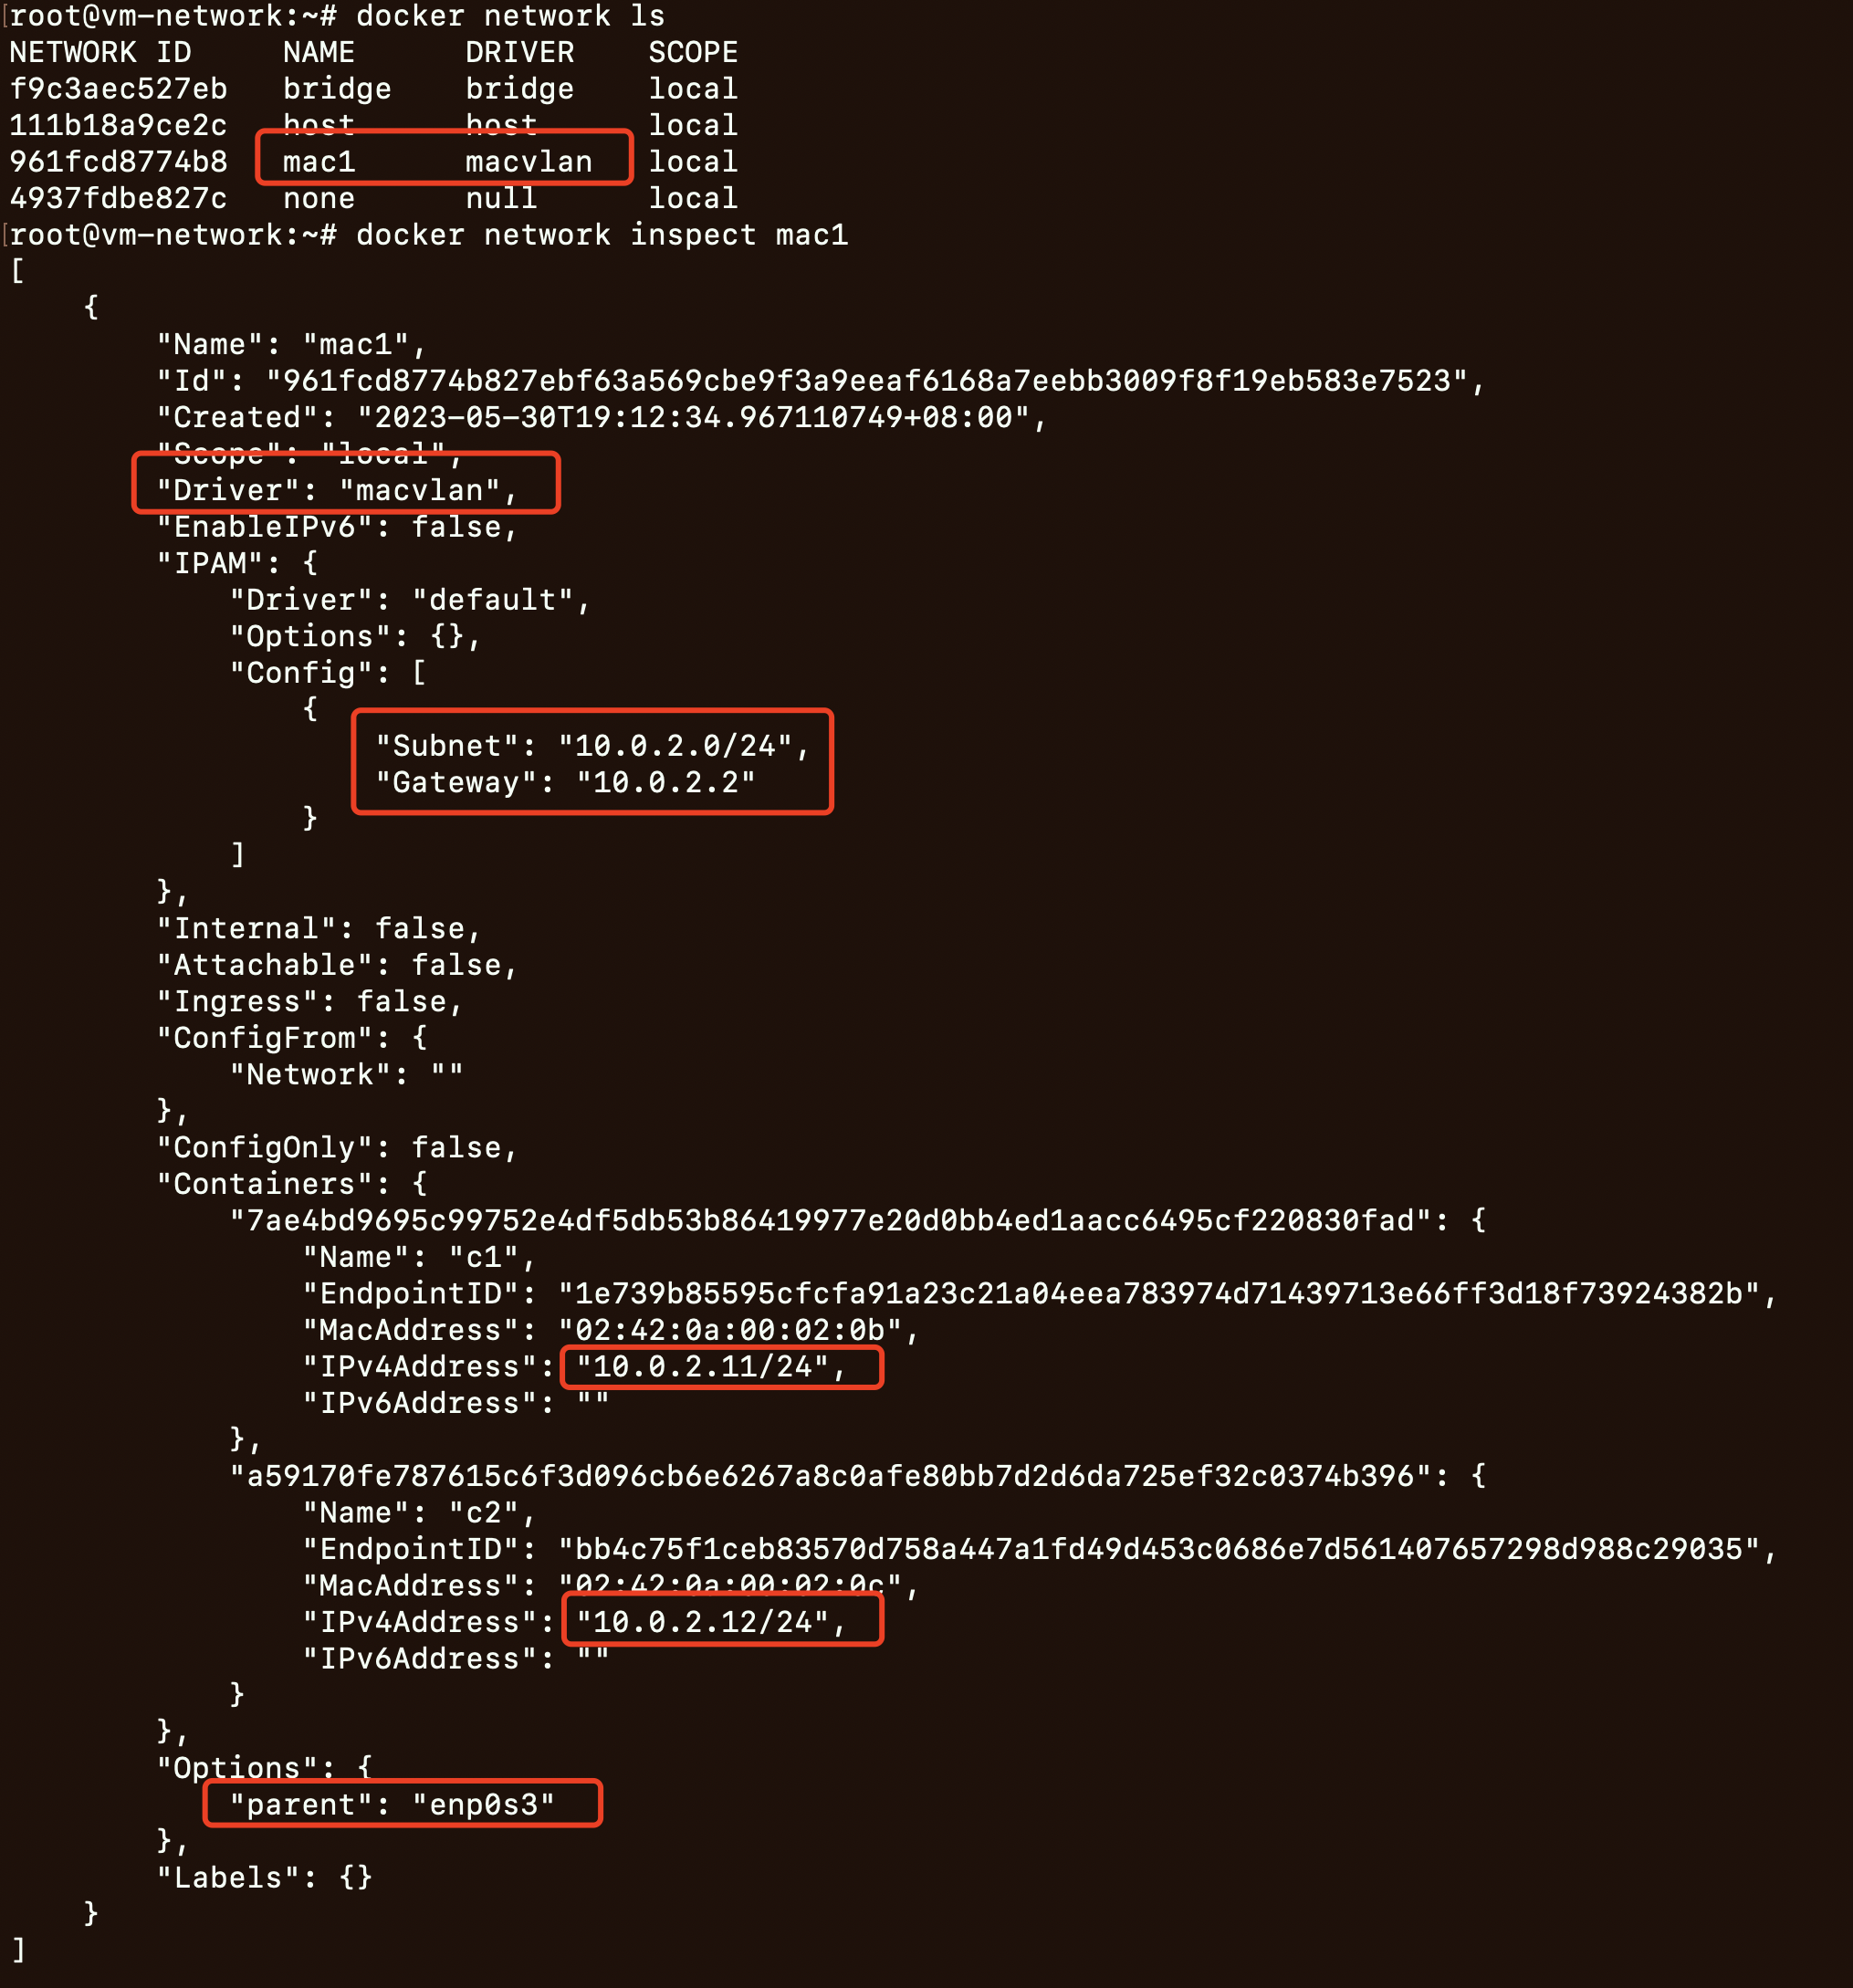 [root@vm-network:~# docker network ls
NETWORK ID     NAME      DRIVER    SCOPE
f9c3aec527eb   bridge    bridge    local
111b18a9ce2c   host      host      local
961fcd8774b8   mac1      macvlan   local
4937fdbe827c   none      null      local
[root@vm-network:~# docker network inspect mac1
[
    {
        "Name": "mac1",
        "Id": "961fcd8774b827ebf63a569cbe9f3a9eeaf6168a7eebb3009f8f19eb583e7523",
        "Created": "2023-05-30T19:12:34.967110749+08:00",
        "Scope": "local",
        "Driver": "macvlan",
        "EnableIPv6": false,
        "IPAM": {
            "Driver": "default",
            "Options": {},
            "Config": [
                {
                    "Subnet": "10.0.2.0/24",
                    "Gateway": "10.0.2.2"
                }
            ]
        },
        "Internal": false,
        "Attachable": false,
        "Ingress": false,
        "ConfigFrom": {
            "Network": ""
        },
        "ConfigOnly": false,
        "Containers": {
            "7ae4bd9695c99752e4df5db53b86419977e20d0bb4ed1aacc6495cf220830fad": {
                "Name": "c1",
                "EndpointID": "1e739b85595cfcfa91a23c21a04eea783974d71439713e66ff3d18f73924382b",
                "MacAddress": "02:42:0a:00:02:0b",
                "IPv4Address": "10.0.2.11/24",
                "IPv6Address": ""
            },
            "a59170fe787615c6f3d096cb6e6267a8c0afe80bb7d2d6da725ef32c0374b396": {
                "Name": "c2",
                "EndpointID": "bb4c75f1ceb83570d758a447a1fd49d453c0686e7d561407657298d988c29035",
                "MacAddress": "02:42:0a:00:02:0c",
                "IPv4Address": "10.0.2.12/24",
                "IPv6Address": ""
            }
        },
        "Options": {
            "parent": "enp0s3"
        },
        "Labels": {}
    }
]